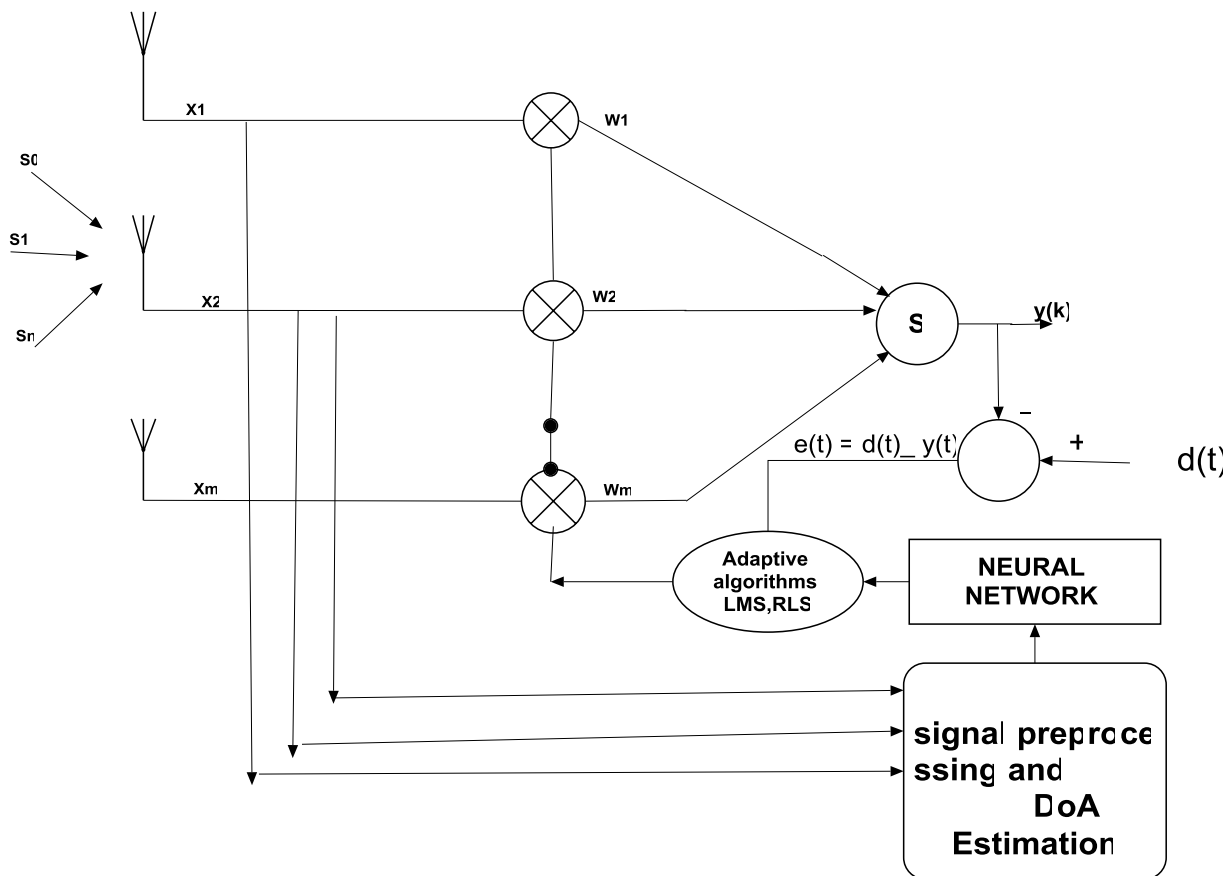 X1
W1
S0
S1
X2
W2
Sn
S
y(k)
–
e(t) = d(t)_ y(t)
+
d(t)
Xm
Wm
Adaptive
algorithms
LMS,RLS
NEURAL
NETWORK
signal preproce
ssing and
DoA
Estimation